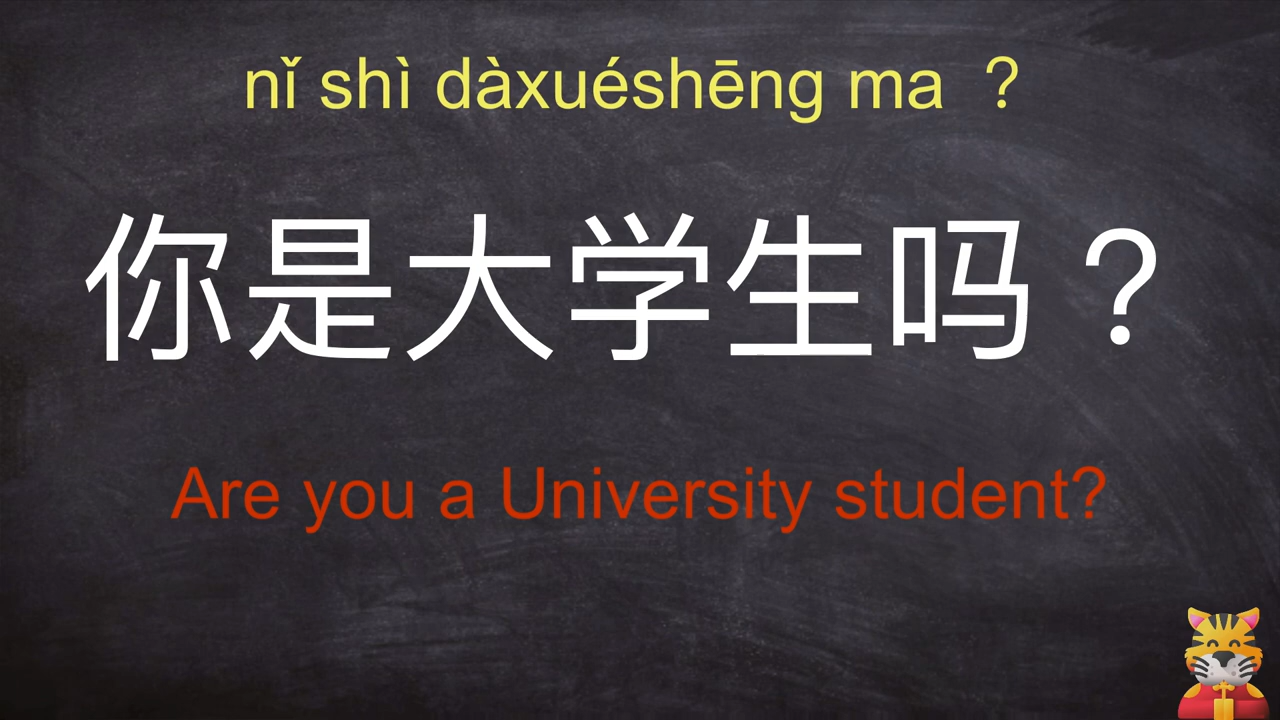 nǐ shì dàxuéshēng ma ？
你是大学生吗？
Are you a University student?